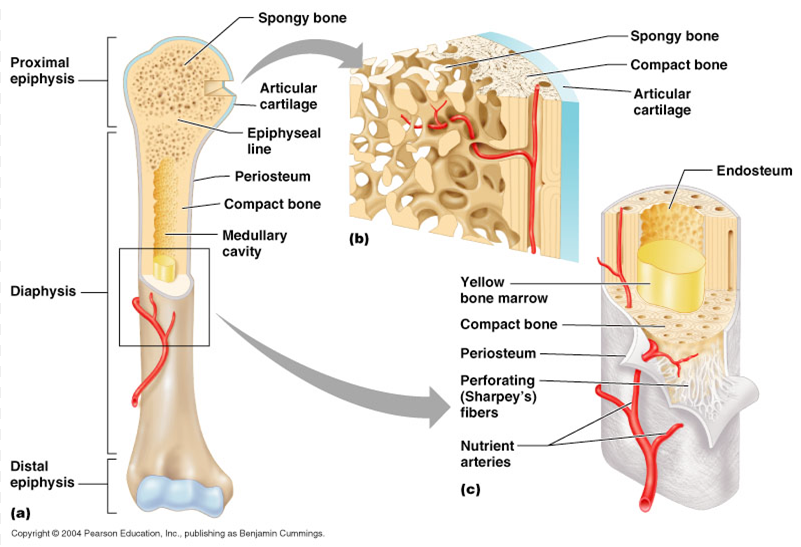 Spongy bone
Proximal
epiphysis
Articular
cartilage
Epiphyseal
line
Periosteum
Compact bone
Medullary
cavity
Diaphysis
Distal
epiphysis
(a)
Spongy bone
Compact bone
Articular
cartilage
(b)
Endosteum
Yellow
bone marrow
Compact bone
Periosteum
Perforating
(Sharpey's)
fibers
Nutrient
arteries
(c)
Copyright © 2004 Pearson Education, Inc., publishing as Benjamin Cummings.